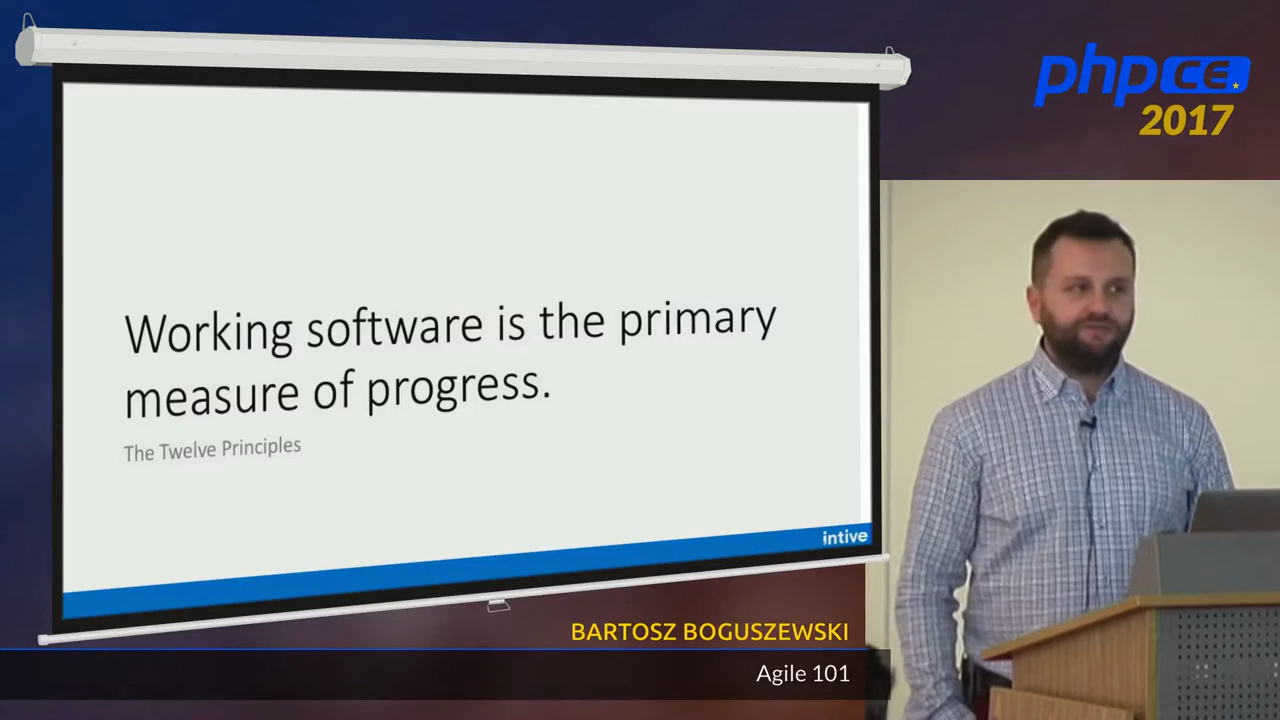 phpCE
2017
Working software is the primary
measure of progress.
The Twelve Principles
intive
BARTOSZ BOGUSZEWSKI
Agile 101